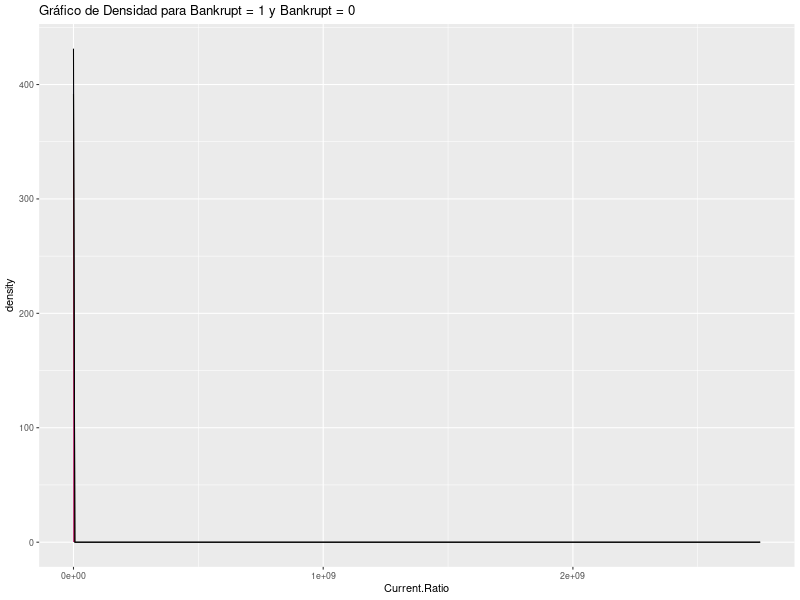 Gráfico de Densidad para Bankrupt = 1 y Bankrupt = 0
400
300
200
100
0
density
0e+00 1e+09 2e+09
Current.Ratio